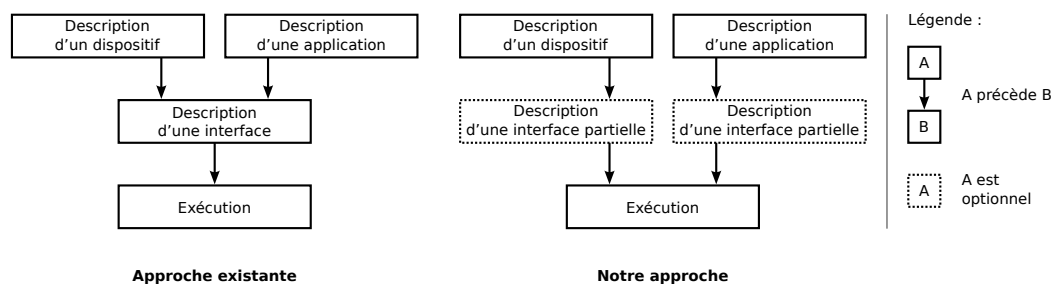 Description
d'un dispositif
Description
d'une application
Description
d'une interface
Exécution
Approche existante
Description
d'un dispositif
Description
d'une application
Description
d'une interface partielle
Description
d'une interface partielle
Exécution
Notre approche
Légende :
A
A précède B
B
A
A est
optionnel